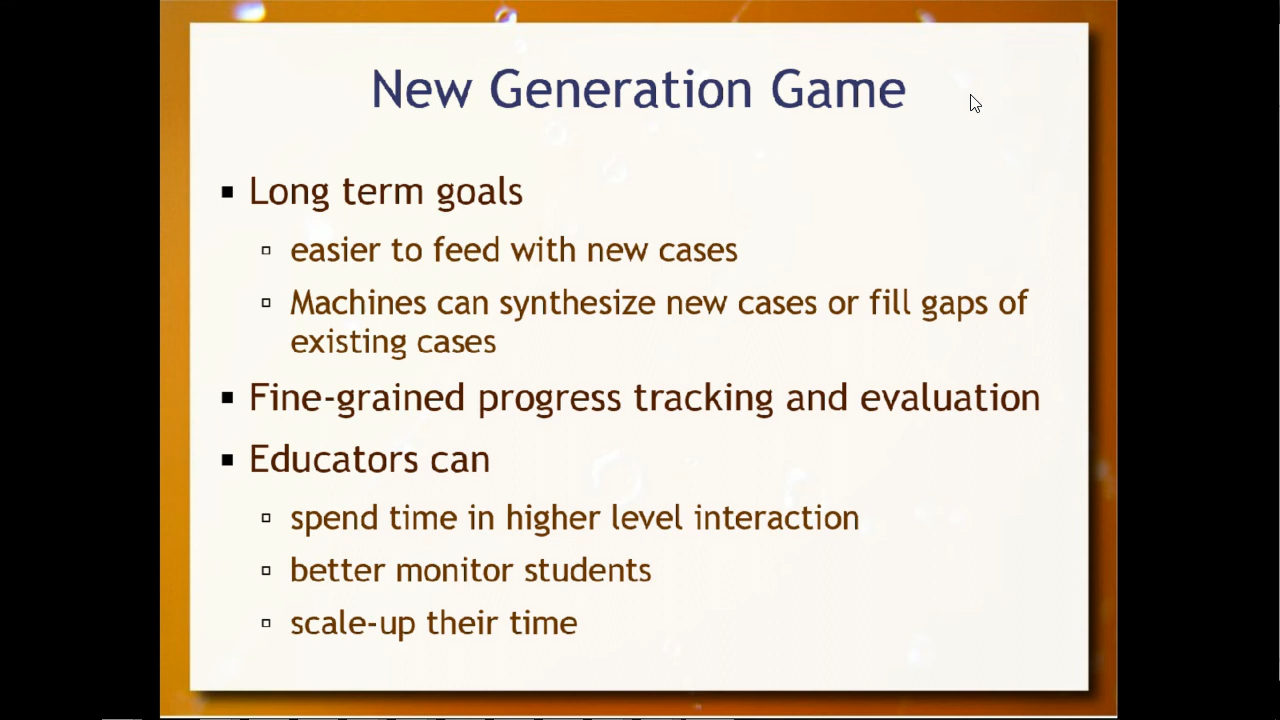 New Generation Game
Long term goals
easier to feed with new cases
Machines can synthesize new cases or fill gaps of
existing cases
Fine-grained progress tracking and evaluation
Educators can
spend time in higher level interaction
better monitor students
scale-up their time